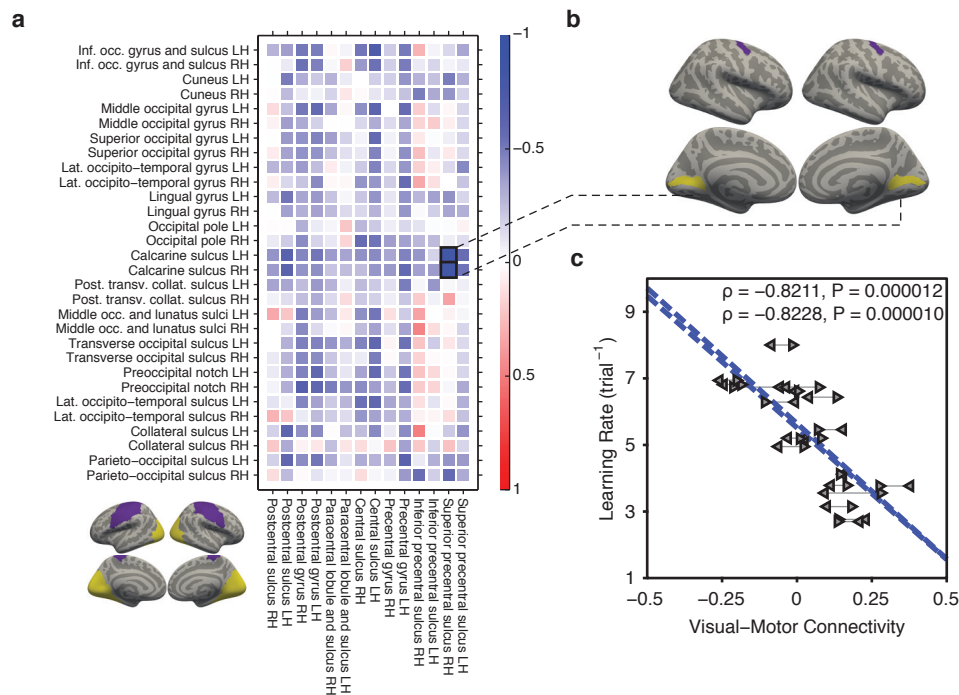 a
Inf. occ. gyrus and sulcus LH
Inf. occ. gyrus and sulcus RH
Cuneus LH
Cuneus RH
Middle occipital gyrus LH
Middle occipital gyrus RH
Superior occipital gyrus LH
Superior occipital gyrus RH
Lat. occipito−temporal gyrus LH
Lat. occipito−temporal gyrus RH
Lingual gyrus LH
Lingual gyrus RH
Occipital pole LH
Occipital pole RH
Calcarine sulcus LH
Calcarine sulcus RH
Post. transv. collat. sulcus LH
Post. transv. collat. sulcus RH
Middle occ. and lunatus sulci LH
Middle occ. and lunatus sulci RH
Transverse occipital sulcus LH
Transverse occipital sulcus RH
Preoccipital notch LH
Preoccipital notch RH
Lat. occipito−temporal sulcus LH
Lat. occipito−temporal sulcus RH
Collateral sulcus LH
Collateral sulcus RH
Parieto−occipital sulcus LH
Parieto−occipital sulcus RH
Postcentral sulcus RH
Postcentral sulcus LH
Postcentral gyrus RH
Postcentral gyrus LH
Paracentral lobule and sulcus RH
Paracentral lobule and sulcus LH
Central sulcus RH
Central sulcus LH
Precentral gyrus RH
Precentral gyrus LH
Inferior precentral sulcus RH
Inferior precentral sulcus LH
Superior precentral sulcus RH
Superior precentral sulcus LH
−1
−0.5
0
0.5
1
b
c
ρ = −0.8211, P = 0.000012
ρ = −0.8228, P = 0.000010
Learning Rate (trial⁻¹)
9
7
5
3
1
−0.5
−0.25
0
0.25
0.5
Visual−Motor Connectivity